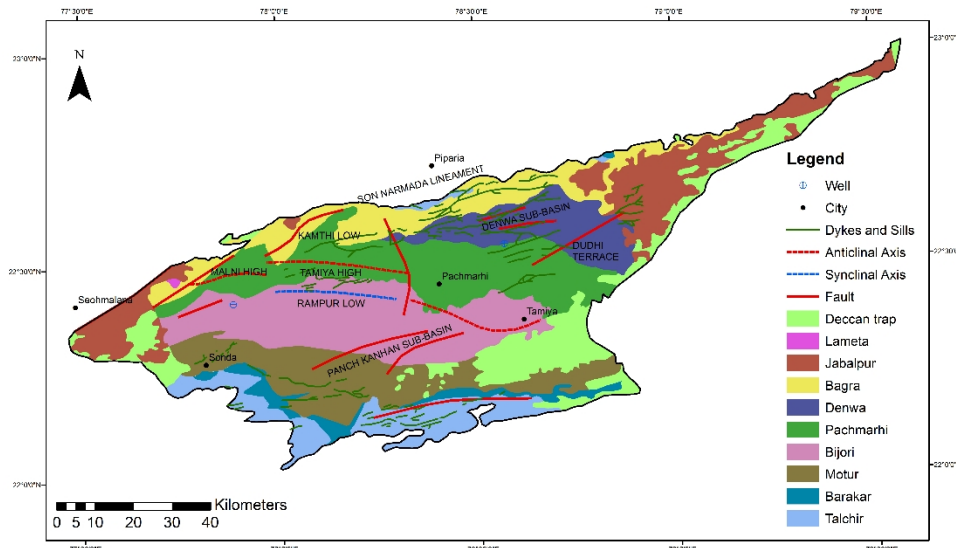 77°30'0"E 78°0'0"E 78°30'0"E 79°0'0"E 79°30'0"E
23°0'0"N
23°0'0"N
N
Piparia
SON NARMADA LINEAMENT
DENWA SUB-BASIN
KAMTHI LOW
DUDHI
TERRACE
22°30'0"N
22°30'0"N
MALNI HIGH
TAMIYA HIGH
Pachmarhi
Seohmalana
RAMPUR LOW
Tamiya
PANCH KANHAN SUB-BASIN
Sonda
22°0'0"N
22°0'0"N
Legend
Well
City
Dykes and Sills
Anticlinal Axis
Synclinal Axis
Fault
Deccan trap
Lameta
Jabalpur
Bagra
Denwa
Pachmarhi
Bijori
Motur
Barakar
Talchir
Kilometers
0 5 10 20 30 40